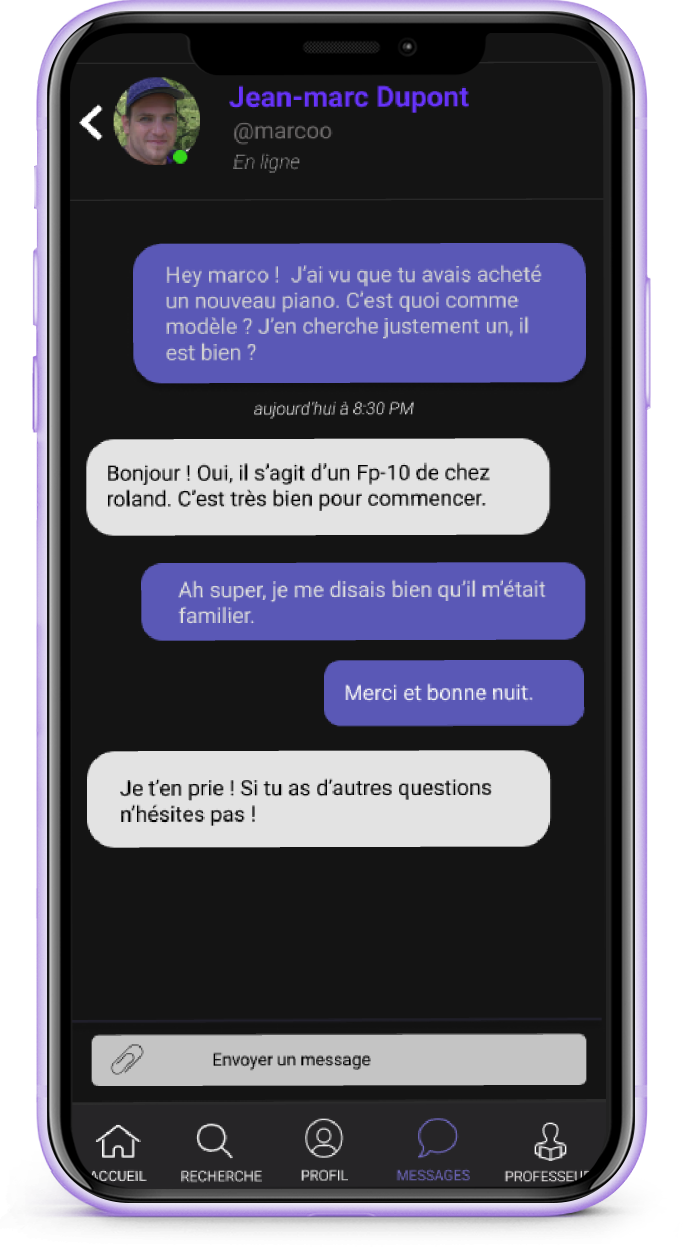 Jean-marc Dupont
@marcoo
En ligne
Hey marco ! J'ai vu que tu avais acheté
un nouveau piano. C'est quoi comme
modèle ? J'en cherche justement un, il
est bien ?
aujourd'hui à 8:30 PM
Bonjour ! Oui, il s'agit d'un Fp-10 de chez
roland. C'est très bien pour commencer.
Ah super, je me disais bien qu'il m'était
familier.
Merci et bonne nuit.
Je t'en prie ! Si tu as d'autres questions
n'hésites pas !
Envoyer un message
ACCUEIL RECHERCHE PROFIL MESSAGES PROFESSEUR